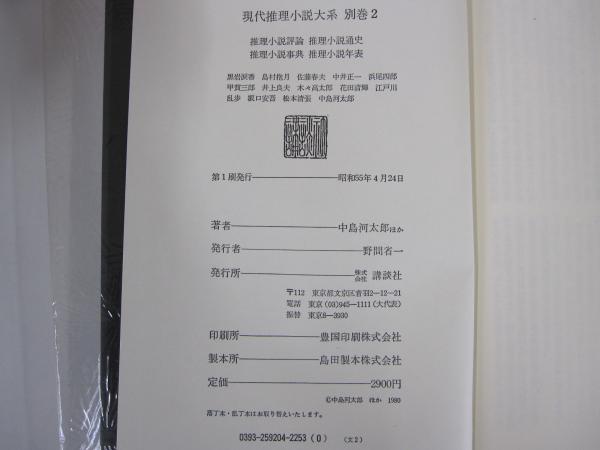 現代推理小説大系 別巻2
推理小説評論 推理小説通史
推理小説事典 推理小説年表
黒岩涙香 島村抱月 佐藤春夫 中井正一 浜尾四郎
甲賀三郎 井上良夫 木々高太郎 花田清輝 江戸川
乱歩 坂口安吾 松本清張 中島河太郎
第1刷発行——昭和55年4月24日
著者——中島河太郎ほか
発行者——野間省一
発行所——株式会社 講談社
〒112 東京都文京区音羽2—12—21
電話 東京(03)945—1111(大代表)
振替 東京8—3930
印刷所——豊国印刷株式会社
製本所——島田製本株式会社
定価——2900円
©中島河太郎 ほか 1980
落丁本・乱丁本はお取り替えいたします。
0393-259204-2253 (0) (文2)